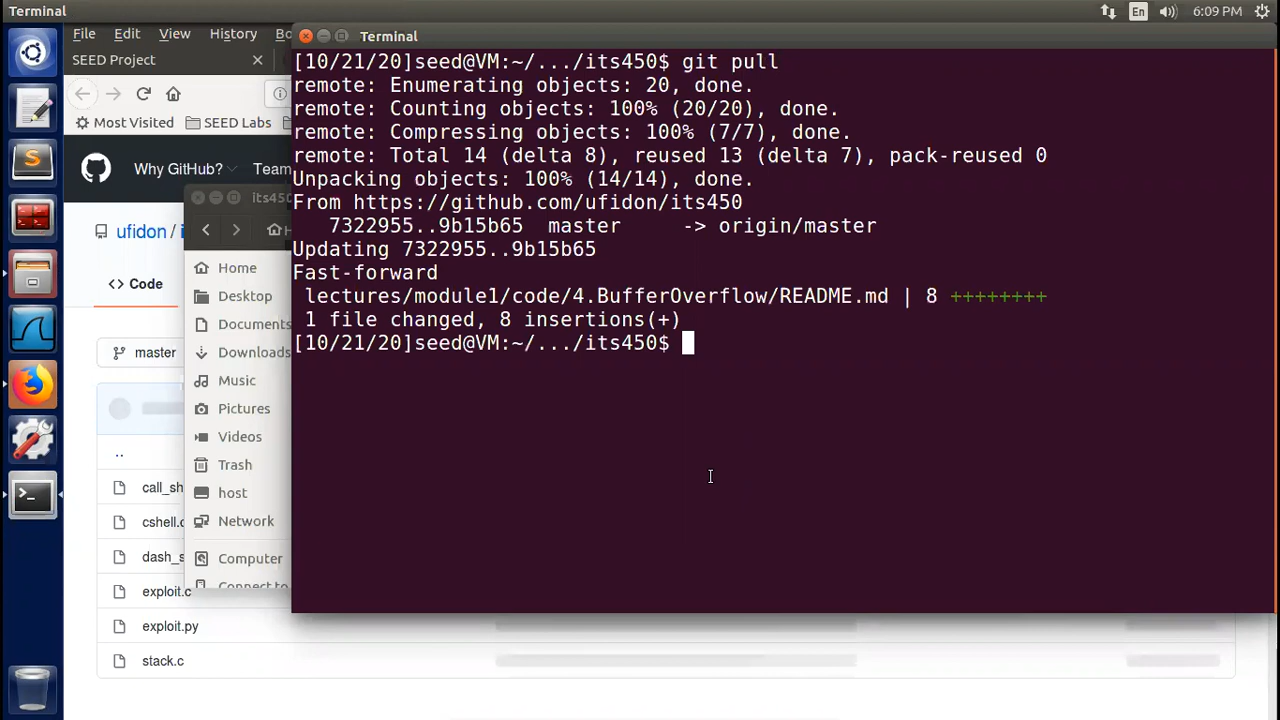 Terminal
En
6:09 PM
File Edit View History Bo
Terminal
SEED Project
[10/21/20]seed@VM:~/.../its450$ git pull
remote: Enumerating objects: 20, done.
remote: Counting objects: 100% (20/20), done.
remote: Compressing objects: 100% (7/7), done.
remote: Total 14 (delta 8), reused 13 (delta 7), pack-reused 0
Unpacking objects: 100% (14/14), done.
From https://github.com/ufidon/its450
7322955..9b15b65 master -> origin/master
Updating 7322955..9b15b65
Fast-forward
lectures/module1/code/4.BufferOverflow/README.md | 8 ++++++++
1 file changed, 8 insertions(+)
[10/21/20]seed@VM:~/.../its450$
Most Visited SEED Labs
Why GitHub? Team
its450
ufidon / i
Code
master
..
call_sh
cshell.c
dash_s
exploit.c
exploit.py
stack.c
Home
Desktop
Documents
Downloads
Music
Pictures
Videos
Trash
host
Network
Computer
Connect to